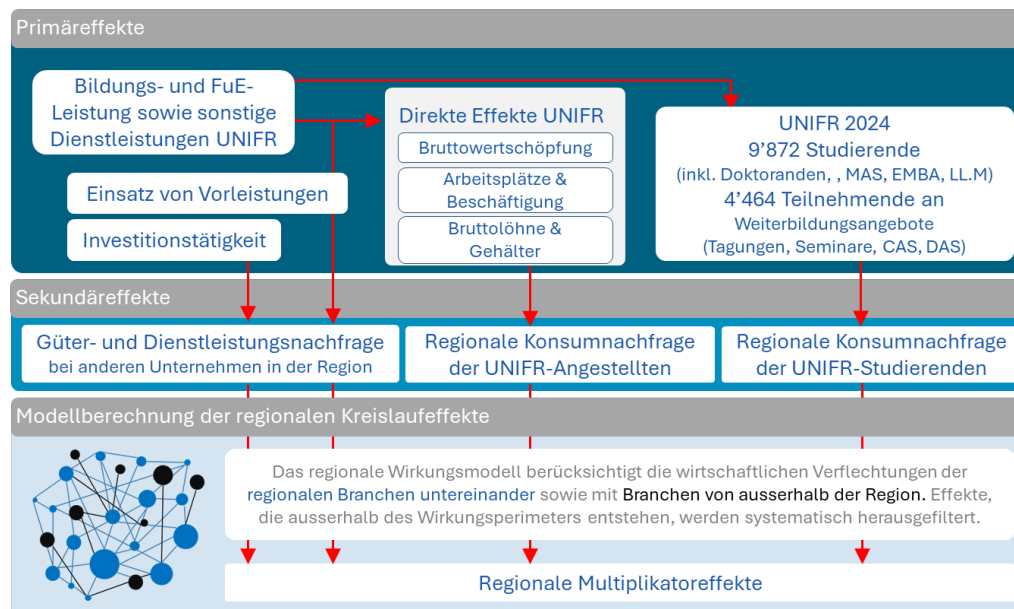 Primäreffekte
Bildungs- und FuE-
Leistung sowie sonstige
Dienstleistungen UNIFR
Einsatz von Vorleistungen
Investitionstätigkeit
Direkte Effekte UNIFR
Bruttowertschöpfung
Arbeitsplätze &
Beschäftigung
Bruttolöhne &
Gehälter
UNIFR 2024
9'872 Studierende
(inkl. Doktoranden, , MAS, EMBA, LL.M)
4'464 Teilnehmende an
Weiterbildungsangebote
(Tagungen, Seminare, CAS, DAS)
Sekundäreffekte
Güter- und Dienstleistungsnachfrage
bei anderen Unternehmen in der Region
Regionale Konsumnachfrage
der UNIFR-Angestellten
Regionale Konsumnachfrage
der UNIFR-Studierenden
Modellberechnung der regionalen Kreislaufeffekte
Das regionale Wirkungsmodell berücksichtigt die wirtschaftlichen Verflechtungen der
regionalen Branchen untereinander sowie mit Branchen von ausserhalb der Region. Effekte,
die ausserhalb des Wirkungsperimeters entstehen, werden systematisch herausgefiltert.
Regionale Multiplikatoreffekte